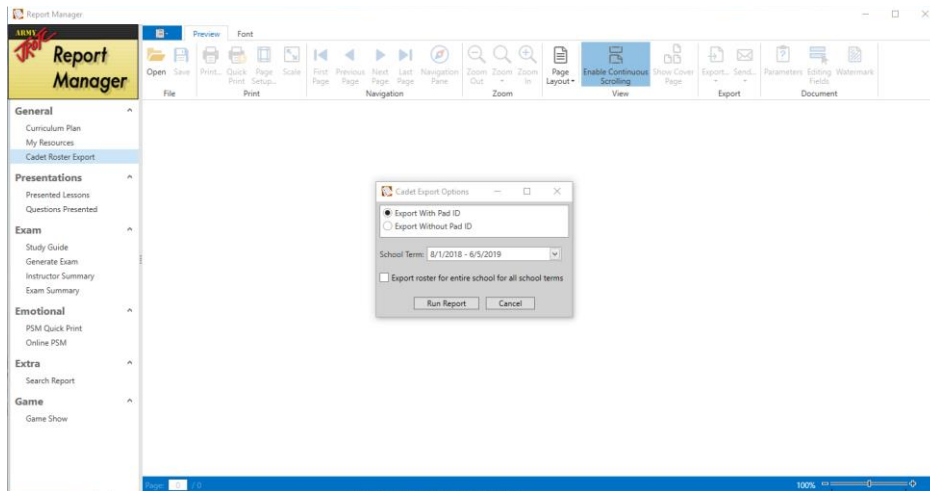 Report Manager
ARMY
JROTC
Report
Manager
Preview Font
Open Save Print... Quick Print Page Setup... Scale First Page Previous Page Next Page Last Page Navigation Pane Zoom Out Zoom Zoom In Page Layout Enable Continuous Scrolling Show Cover Page Export... Send... Parameters Editing Fields Watermark
File Print Navigation Zoom View Export Document
General
Curriculum Plan
My Resources
Cadet Roster Export
Presentations
Presented Lessons
Questions Presented
Exam
Study Guide
Generate Exam
Instructor Summary
Exam Summary
Emotional
PSM Quick Print
Online PSM
Extra
Search Report
Game
Game Show
Cadet Export Options
Export With Pad ID
Export Without Pad ID
School Term: 8/1/2018 - 6/5/2019
Export roster for entire school for all school terms
Run Report Cancel
Page: 0 / 0 100%